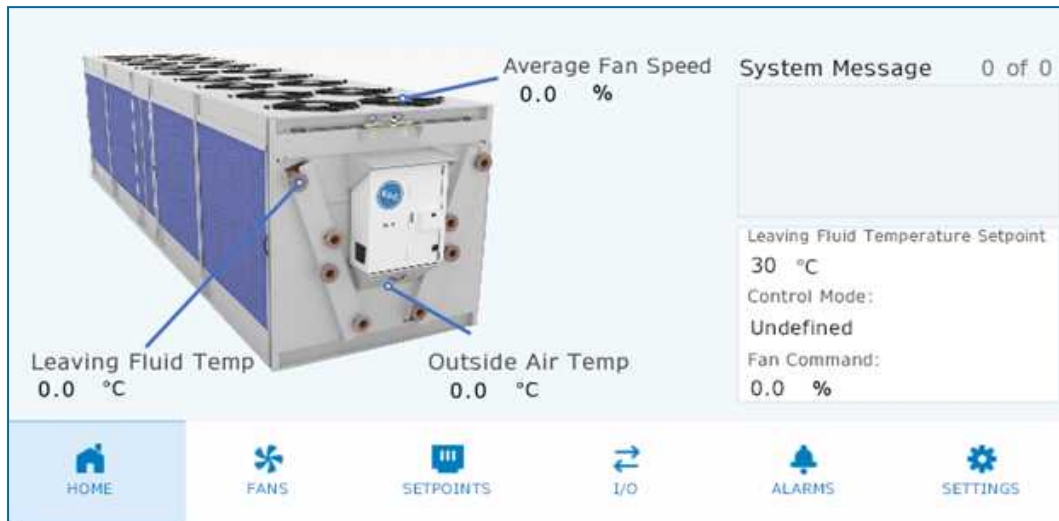 Average Fan Speed
0.0 %
System Message 0 of 0
Leaving Fluid Temperature Setpoint
30 °C
Control Mode:
Undefined
Fan Command:
0.0 %
Leaving Fluid Temp
0.0 °C
Outside Air Temp
0.0 °C
HOME
FANS
SETPOINTS
I/O
ALARMS
SETTINGS